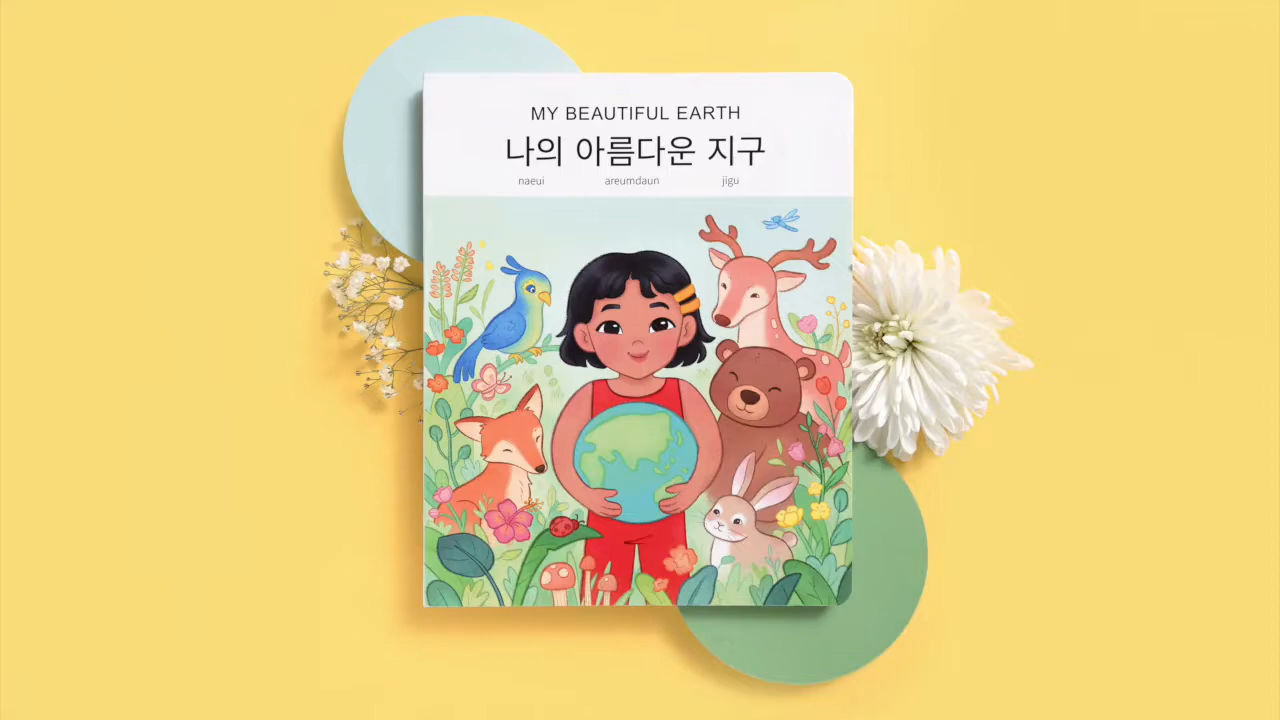 MY BEAUTIFUL EARTH
나의 아름다운 지구
naeui areumdaun jigu